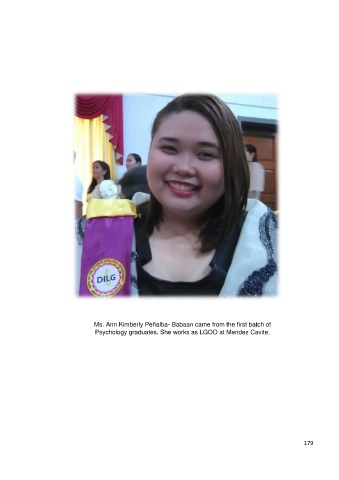 DILG
Ms. Ann Kimberly Peñalba- Babaan came from the first batch of
Psychology graduates. She works as LGOO at Mendez Cavite.
179